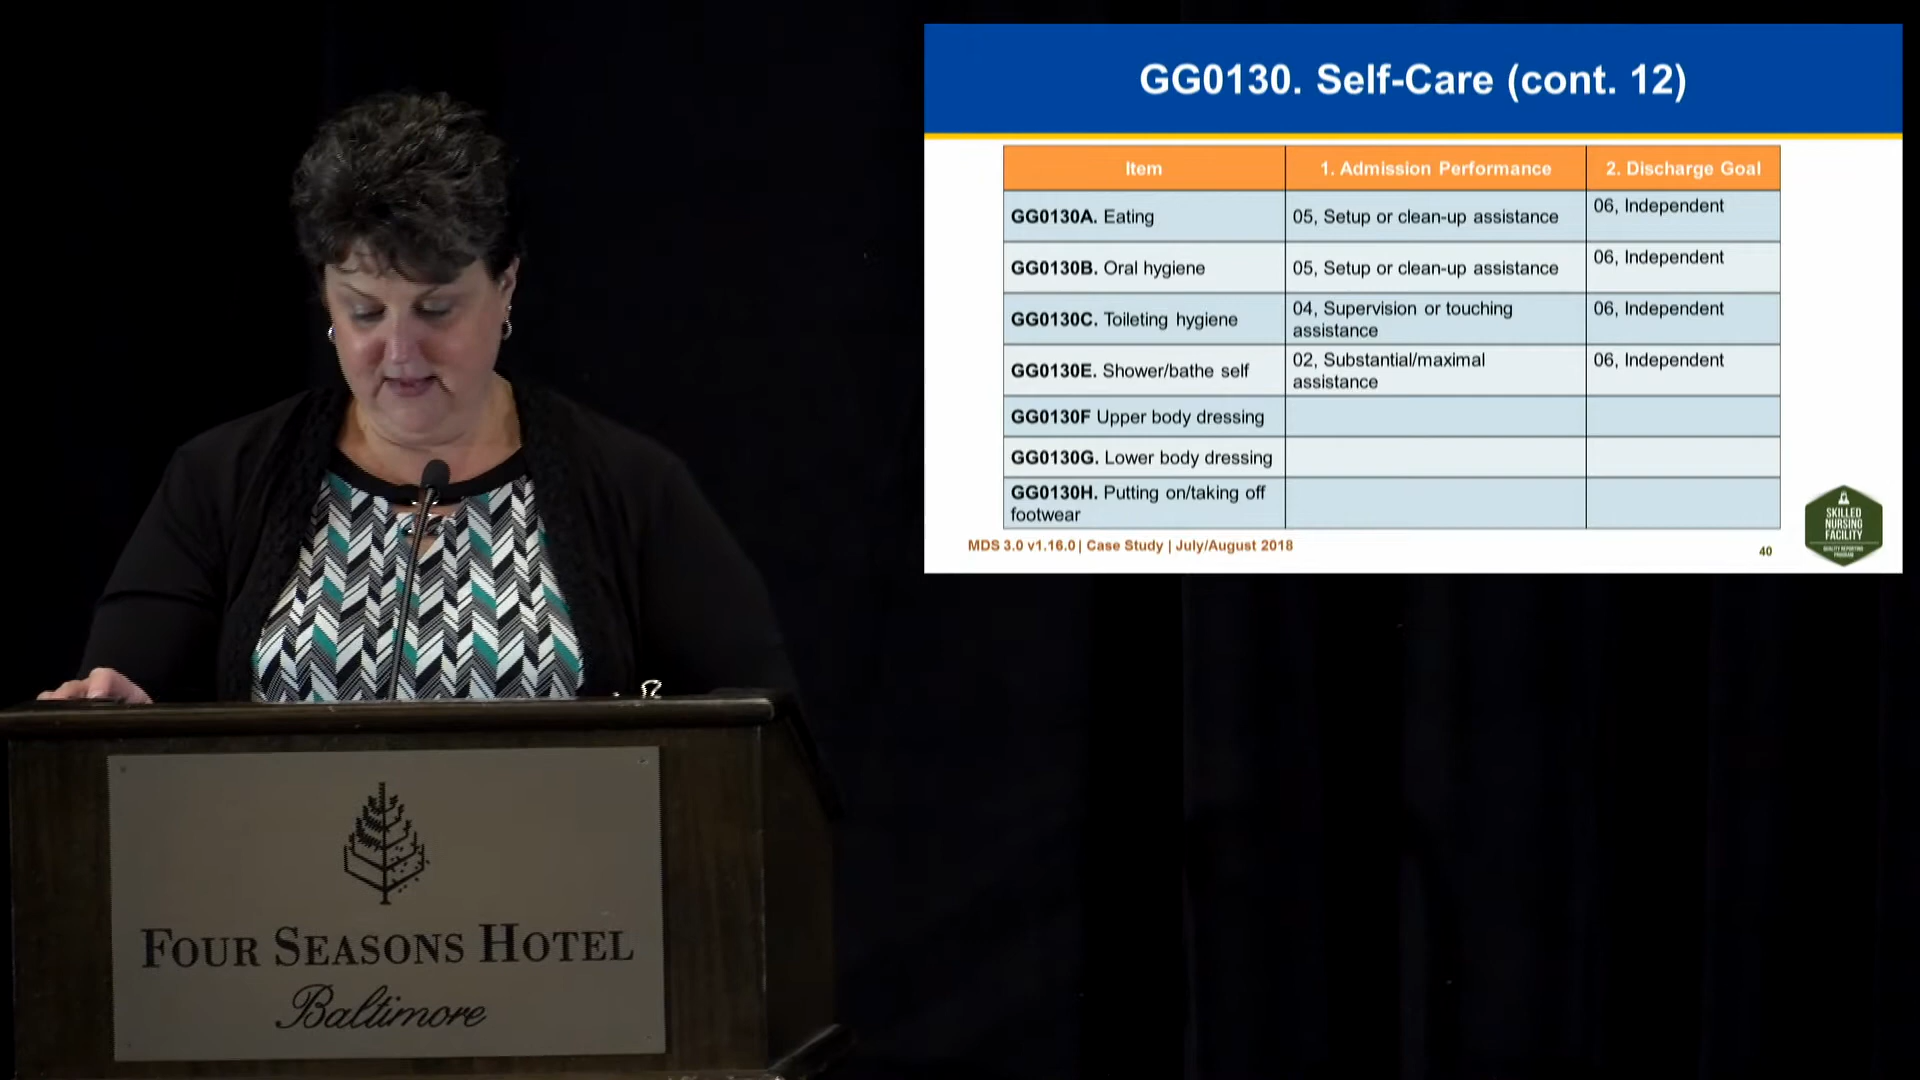 GG0130. Self-Care (cont. 12)
Item
1. Admission Performance
2. Discharge Goal
GG0130A. Eating
05, Setup or clean-up assistance
06, Independent
GG0130B. Oral hygiene
05, Setup or clean-up assistance
06, Independent
GG0130C. Toileting hygiene
04, Supervision or touching
assistance
06, Independent
GG0130E. Shower/bathe self
02, Substantial/maximal
assistance
06, Independent
GG0130F Upper body dressing
GG0130G. Lower body dressing
GG0130H. Putting on/taking off
footwear
MDS 3.0 v1.16.0 | Case Study | July/August 2018
40
SKILLED
NURSING
FACILITY
QUALITY REPORTING
PROGRAM
FOUR SEASONS HOTEL
Baltimore